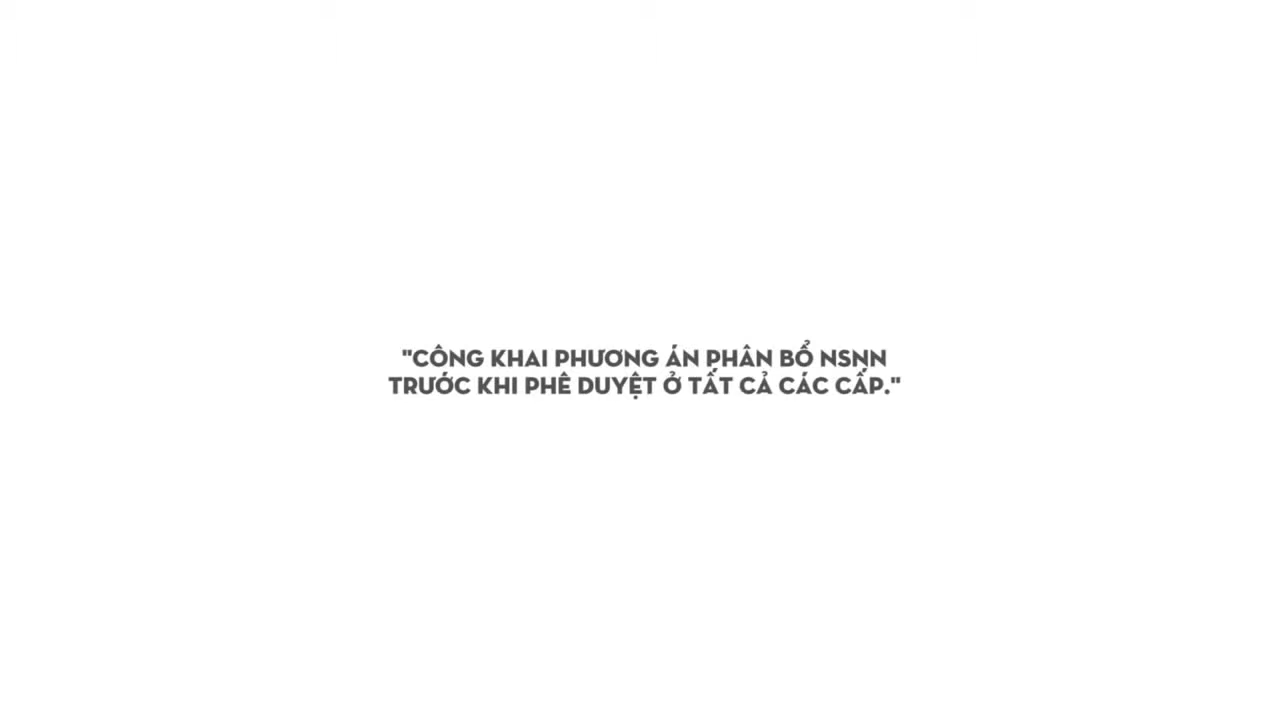 "CÔNG KHAI PHƯƠNG ÁN PHÂN BỔ NSNN
TRƯỚC KHI PHÊ DUYỆT Ở TẤT CẢ CÁC CẤP."